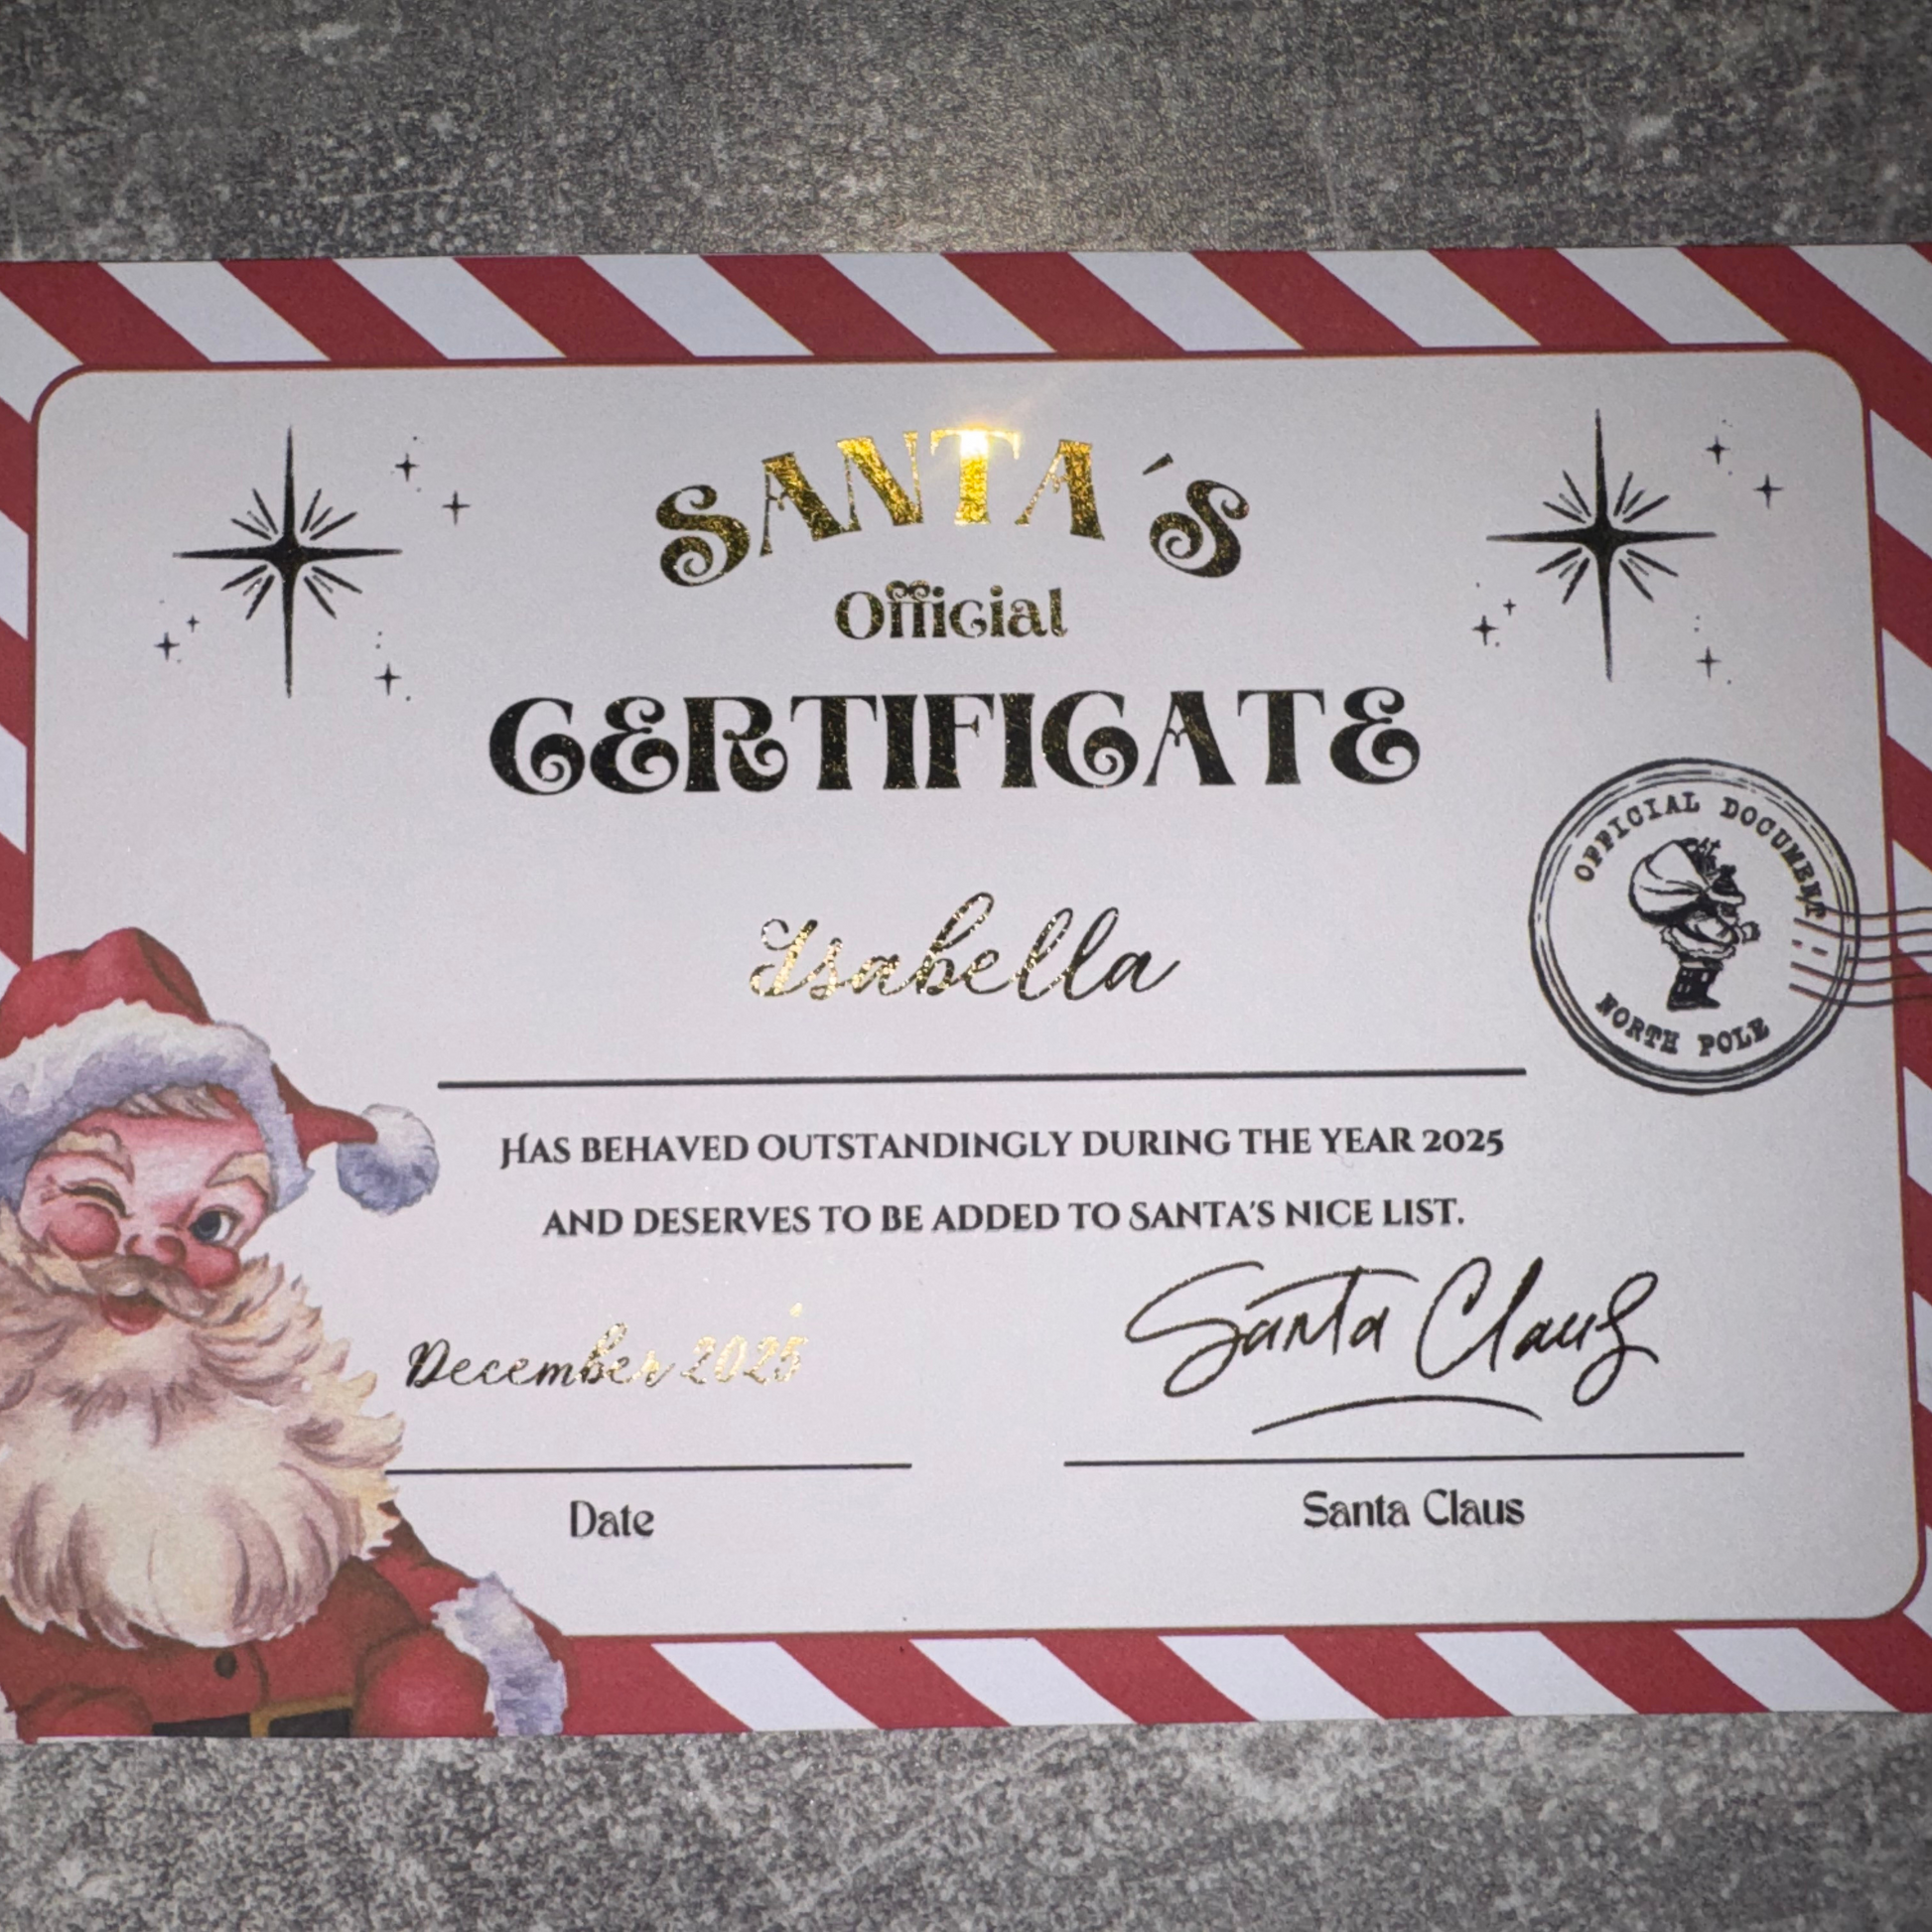 SANTA´S
Official
CERTIFICATE
Isabella
OFFICIAL DOCUMENT
NORTH POLE
HAS BEHAVED OUTSTANDINGLY DURING THE YEAR 2025
AND DESERVES TO BE ADDED TO SANTA'S NICE LIST.
December 2025
Santa Claus
Date
Santa Claus